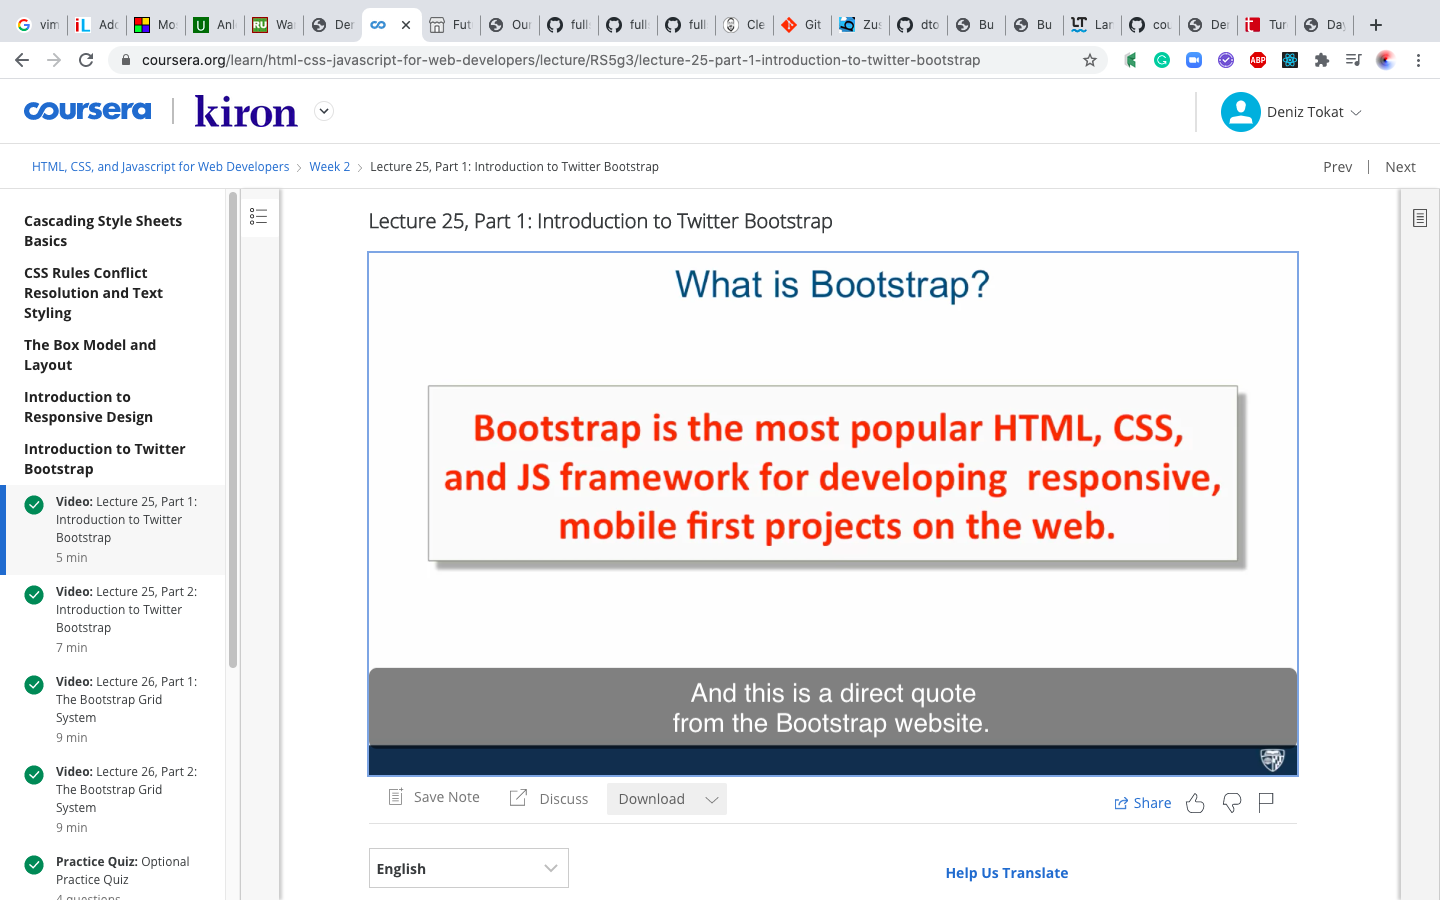 vim
Adc
Mo
Anl
RU
War
Der
Fut
Our
full
full
full
Cle
Git
Zus
dto
Bu
Bu
LT
Lar
cou
Der
Tur
Day
coursera.org/learn/html-css-javascript-for-web-developers/lecture/RS5g3/lecture-25-part-1-introduction-to-twitter-bootstrap
ABP
coursera
kiron
Deniz Tokat
HTML, CSS, and Javascript for Web Developers
Week 2
Lecture 25, Part 1: Introduction to Twitter Bootstrap
Prev
Next
Cascading Style Sheets
Basics
CSS Rules Conflict
Resolution and Text
Styling
The Box Model and
Layout
Introduction to
Responsive Design
Introduction to Twitter
Bootstrap
Video: Lecture 25, Part 1:
Introduction to Twitter
Bootstrap
5 min
Video: Lecture 25, Part 2:
Introduction to Twitter
Bootstrap
7 min
Video: Lecture 26, Part 1:
The Bootstrap Grid
System
9 min
Video: Lecture 26, Part 2:
The Bootstrap Grid
System
9 min
Practice Quiz: Optional
Practice Quiz
4 questions
Lecture 25, Part 1: Introduction to Twitter Bootstrap
What is Bootstrap?
Bootstrap is the most popular HTML, CSS,
and JS framework for developing responsive,
mobile first projects on the web.
And this is a direct quote
from the Bootstrap website.
Save Note
Discuss
Download
Share
English
Help Us Translate